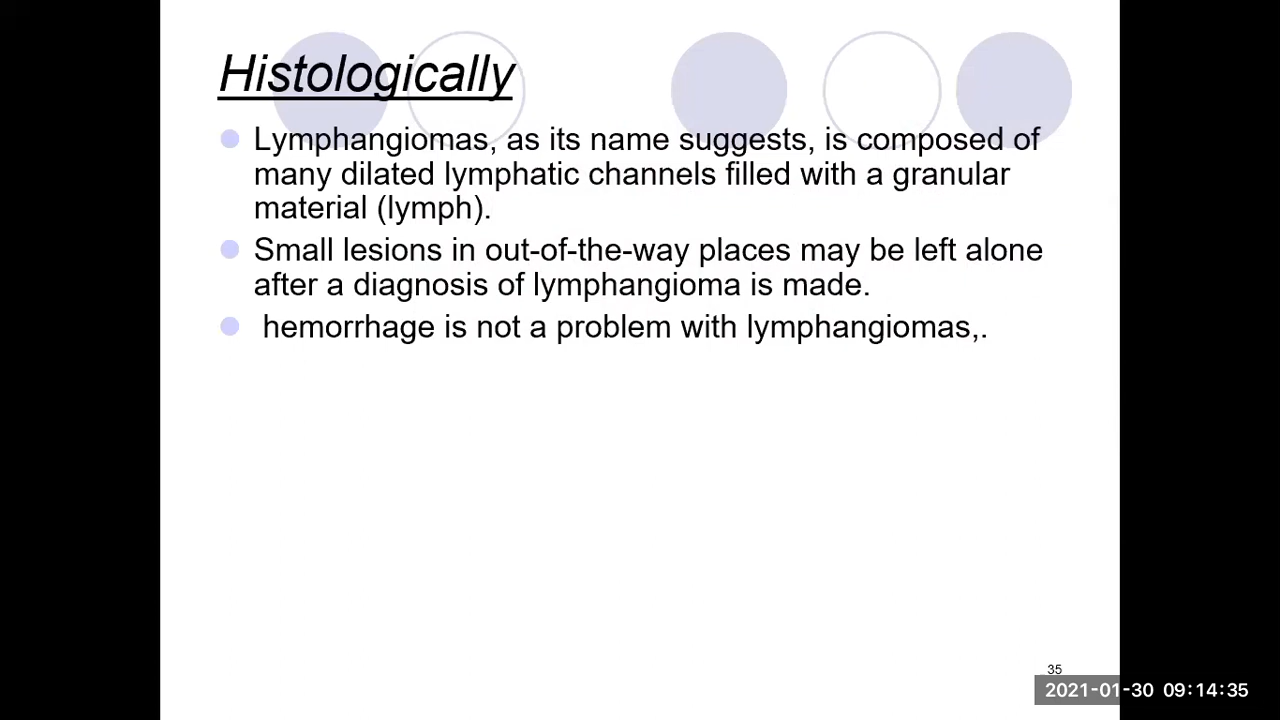 Histologically
Lymphangiomas, as its name suggests, is composed of
many dilated lymphatic channels filled with a granular
material (lymph).
Small lesions in out-of-the-way places may be left alone
after a diagnosis of lymphangioma is made.
hemorrhage is not a problem with lymphangiomas,.
35
2021-01-30 09:14:35